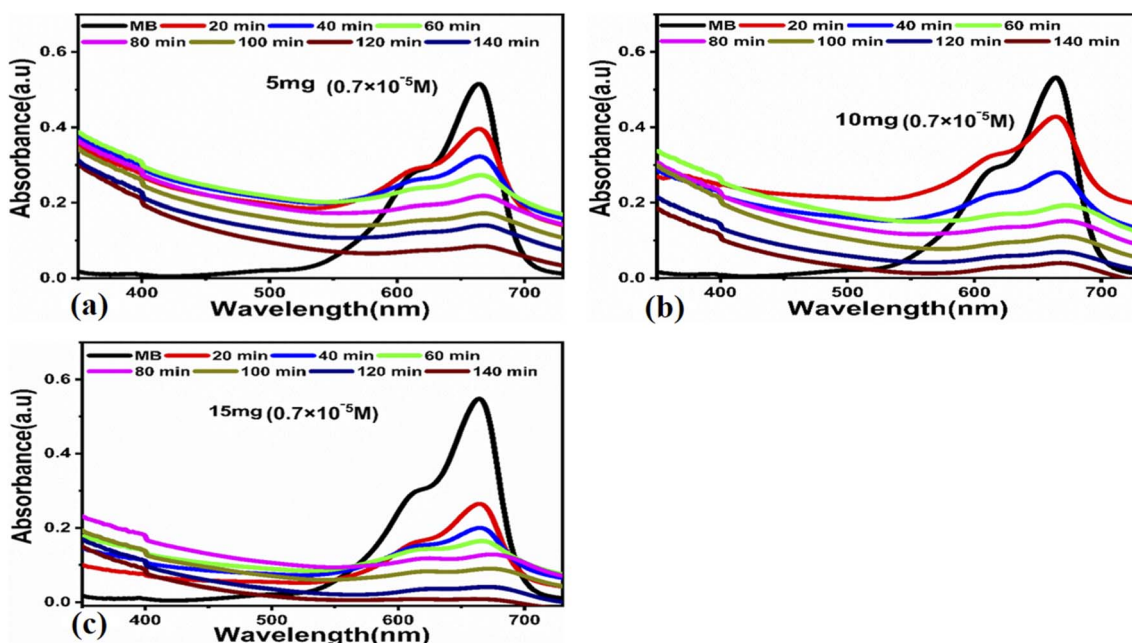 MB 20 min 40 min 60 min
80 min 100 min 120 min 140 min
5mg (0.7×10⁻⁵M)
Absorbance(a.u)
0.6
0.4
0.2
0.0
400 500 600 700
Wavelength(nm)
(a)
MB 20 min 40 min 60 min
80 min 100 min 120 min 140 min
10mg (0.7×10⁻⁵M)
Absorbance(a.u)
0.6
0.4
0.2
0.0
400 500 600 700
Wavelength(nm)
(b)
MB 20 min 40 min 60 min
80 min 100 min 120 min 140 min
15mg (0.7×10⁻⁵M)
Absorbance(a.u)
0.6
0.4
0.2
0.0
400 500 600 700
Wavelength(nm)
(c)